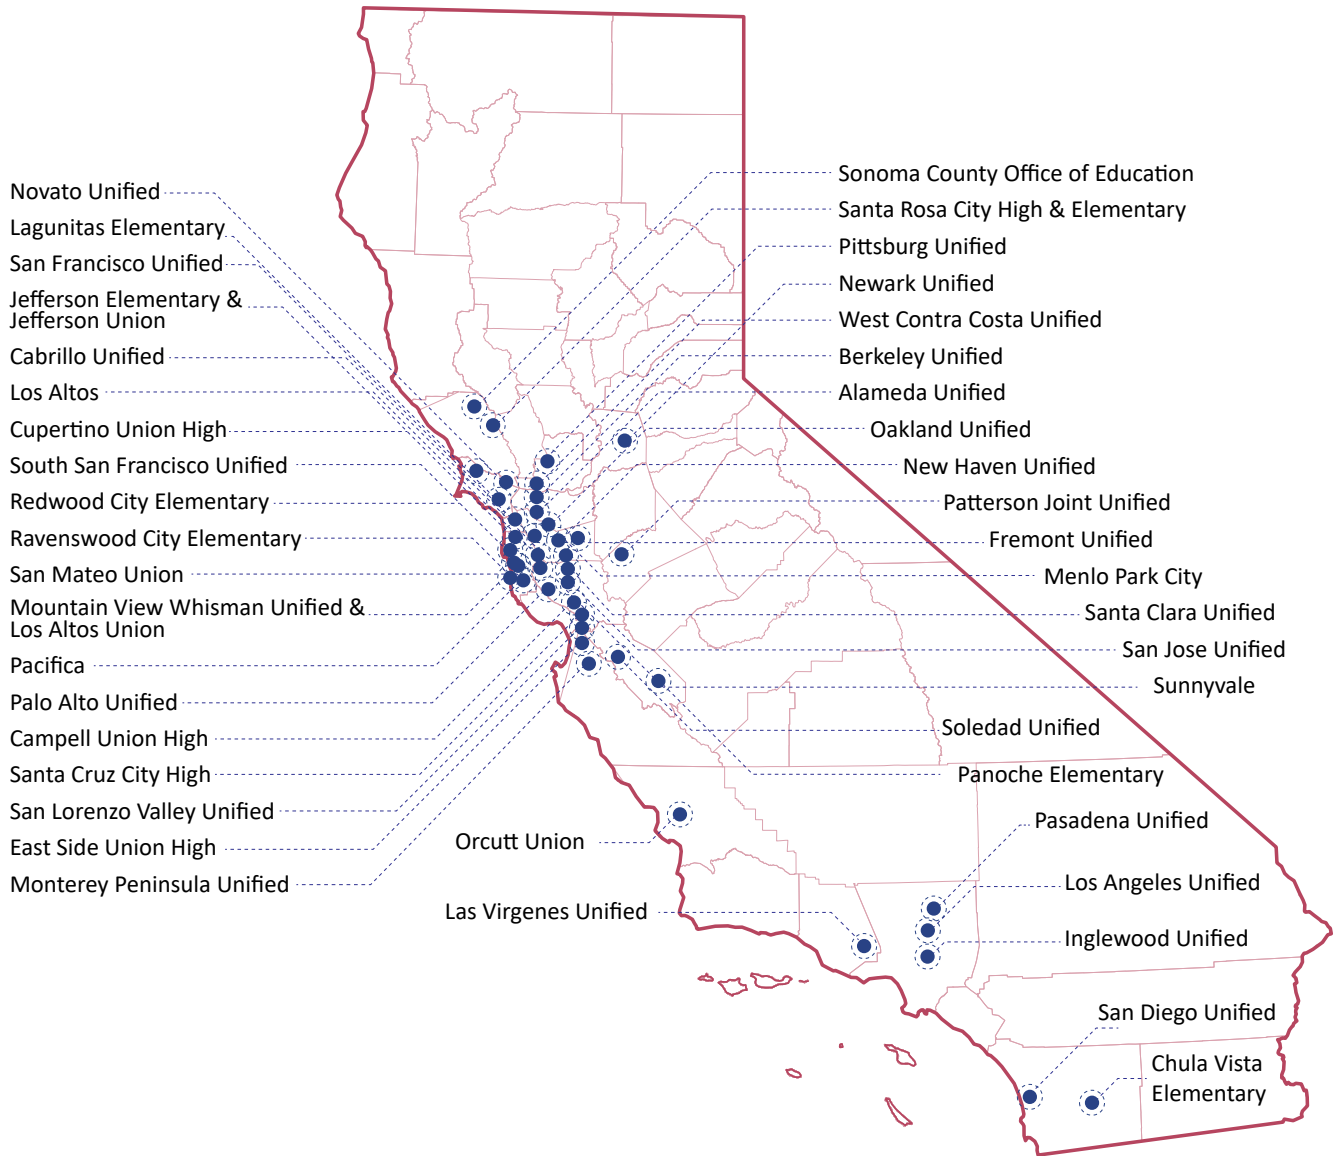 Novato Unified
Lagunitas Elementary
San Francisco Unified
Jefferson Elementary &
Jefferson Union
Cabrillo Unified
Los Altos
Cupertino Union High
South San Francisco Unified
Redwood City Elementary
Ravenswood City Elementary
San Mateo Union
Mountain View Whisman Unified &
Los Altos Union
Pacifica
Palo Alto Unified
Campell Union High
Santa Cruz City High
San Lorenzo Valley Unified
East Side Union High
Monterey Peninsula Unified
Sonoma County Office of Education
Santa Rosa City High & Elementary
Pittsburg Unified
Newark Unified
West Contra Costa Unified
Berkeley Unified
Alameda Unified
Oakland Unified
New Haven Unified
Patterson Joint Unified
Fremont Unified
Menlo Park City
Santa Clara Unified
San Jose Unified
Sunnyvale
Soledad Unified
Panoche Elementary
Orcutt Union
Las Virgenes Unified
Pasadena Unified
Los Angeles Unified
Inglewood Unified
San Diego Unified
Chula Vista
Elementary